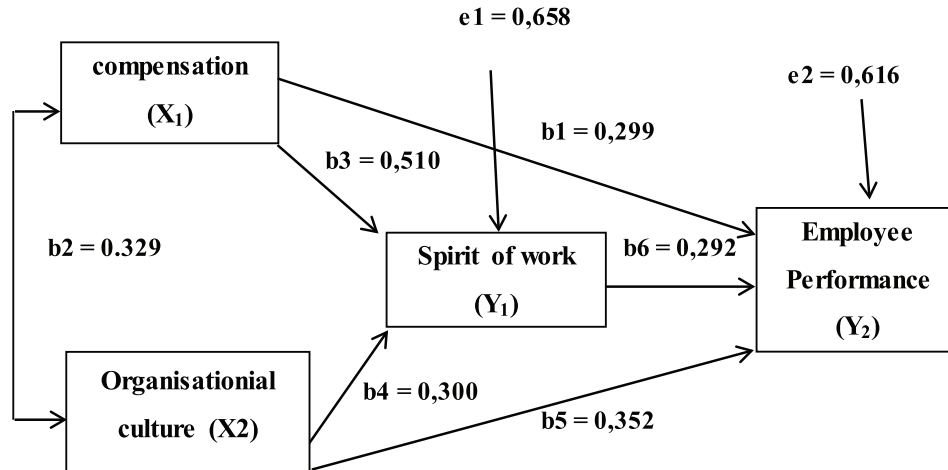 e1 = 0,658
compensation
(X₁)
e2 = 0,616
b1 = 0,299
b3 = 0,510
b2 = 0.329
Spirit of work
(Y₁)
b6 = 0,292
Employee
Performance
(Y₂)
Organisationial
culture (X2)
b4 = 0,300
b5 = 0,352